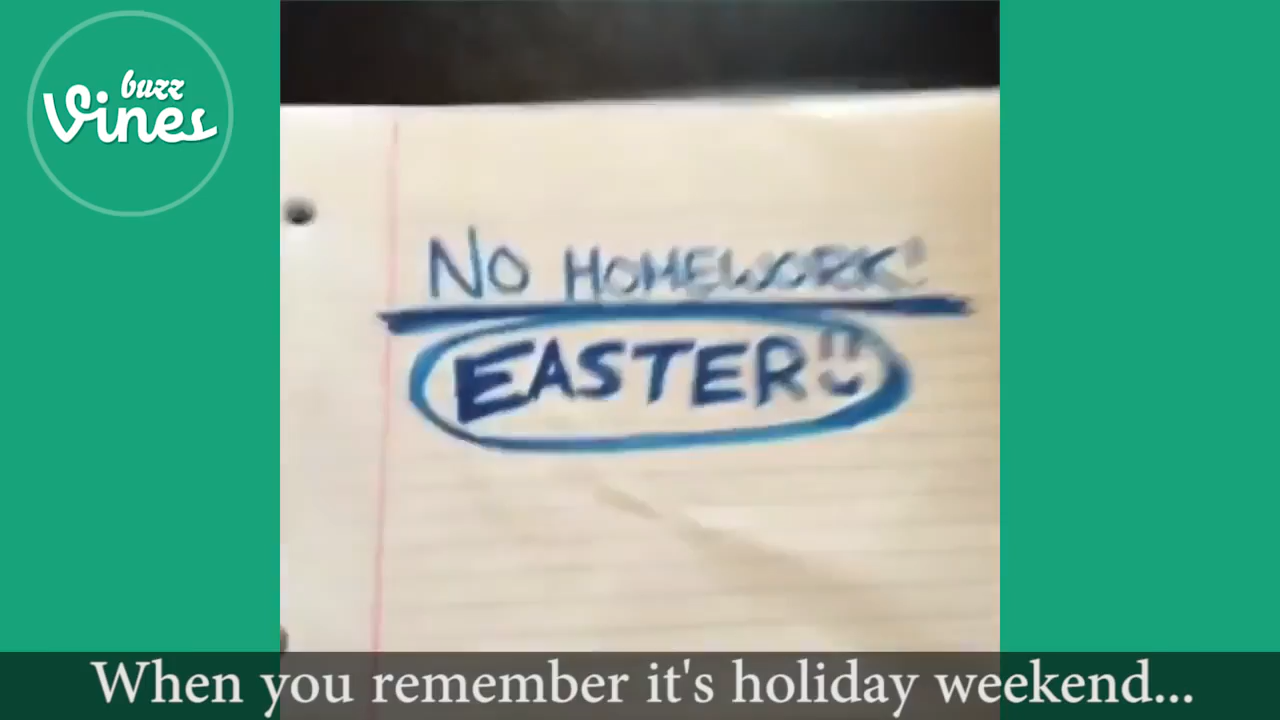 buzz
Vines
NO HOMEWORK!
EASTER
When you remember it's holiday weekend...